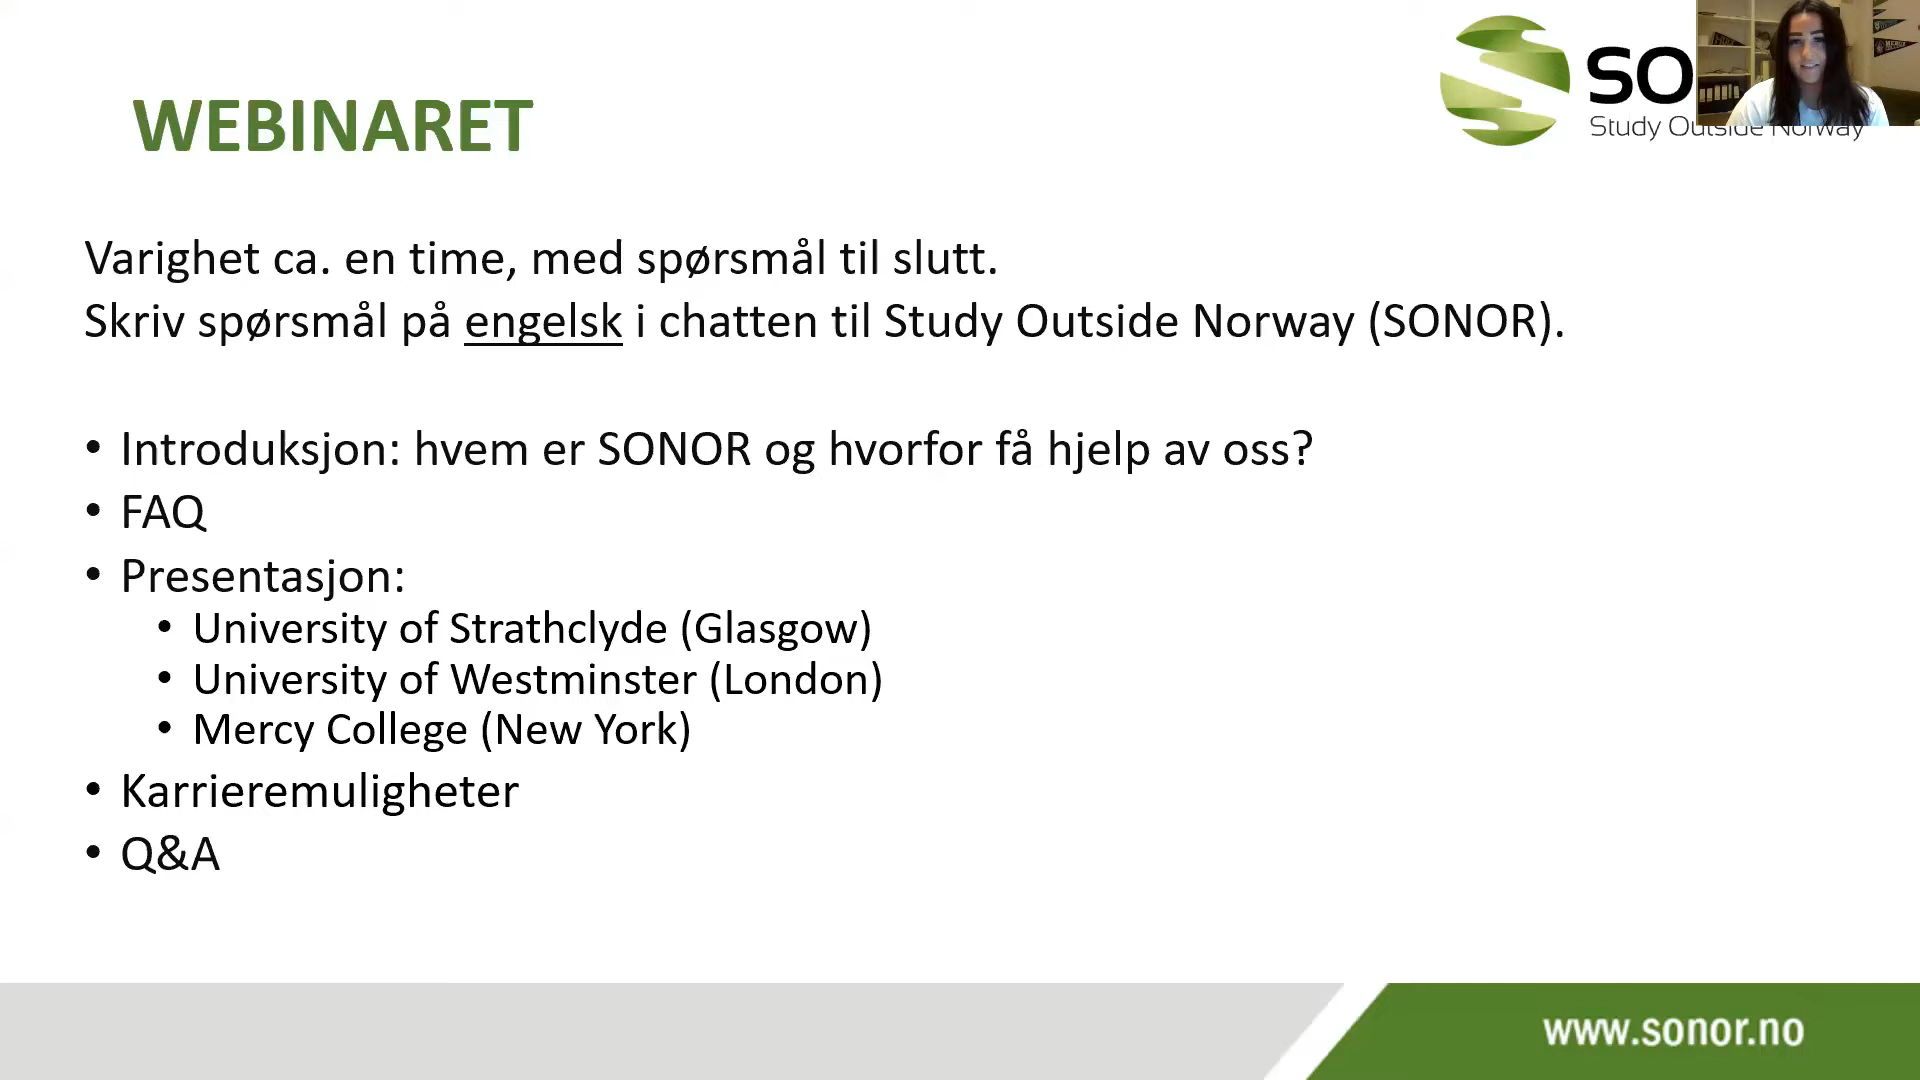 WEBINARET
SO
Study Outside Norway
Varighet ca. en time, med spørsmål til slutt.
Skriv spørsmål på engelsk i chatten til Study Outside Norway (SONOR).
• Introduksjon: hvem er SONOR og hvorfor få hjelp av oss?
• FAQ
• Presentasjon:
• University of Strathclyde (Glasgow)
• University of Westminster (London)
• Mercy College (New York)
• Karrieremuligheter
• Q&A
www.sonor.no